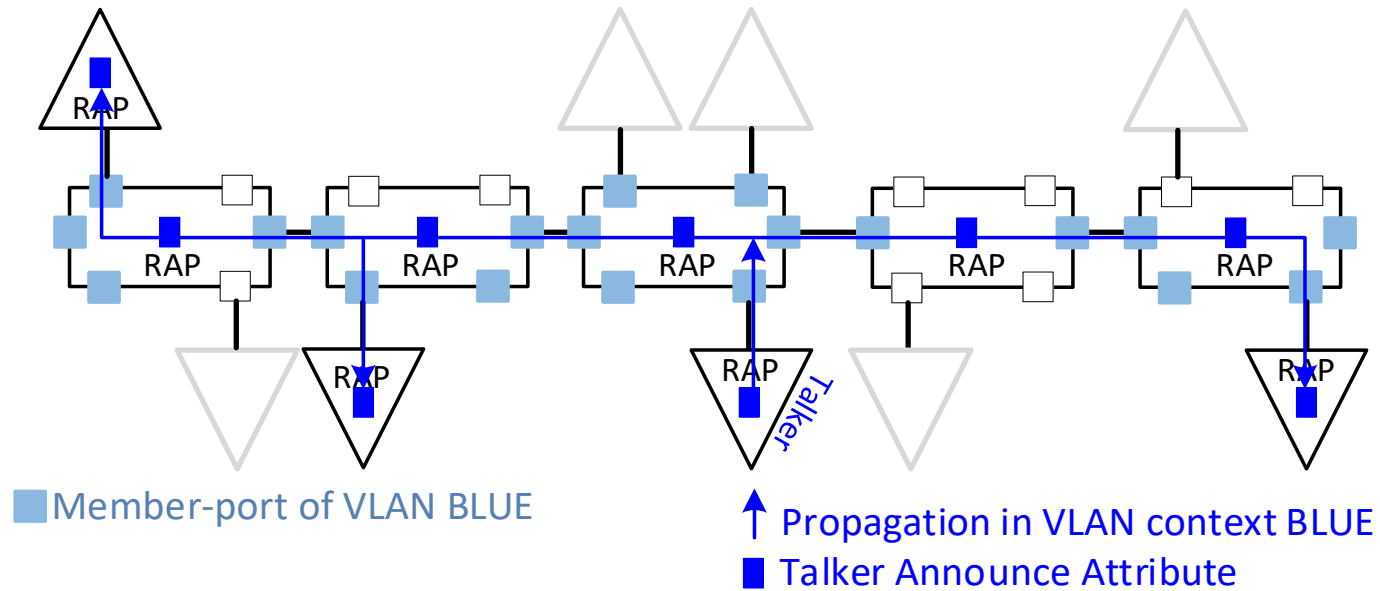 RAP
RAP
RAP
RAP
RAP
RAP
RAP
RAP
RAP
Talker
Member-port of VLAN BLUE
Propagation in VLAN context BLUE
Talker Announce Attribute